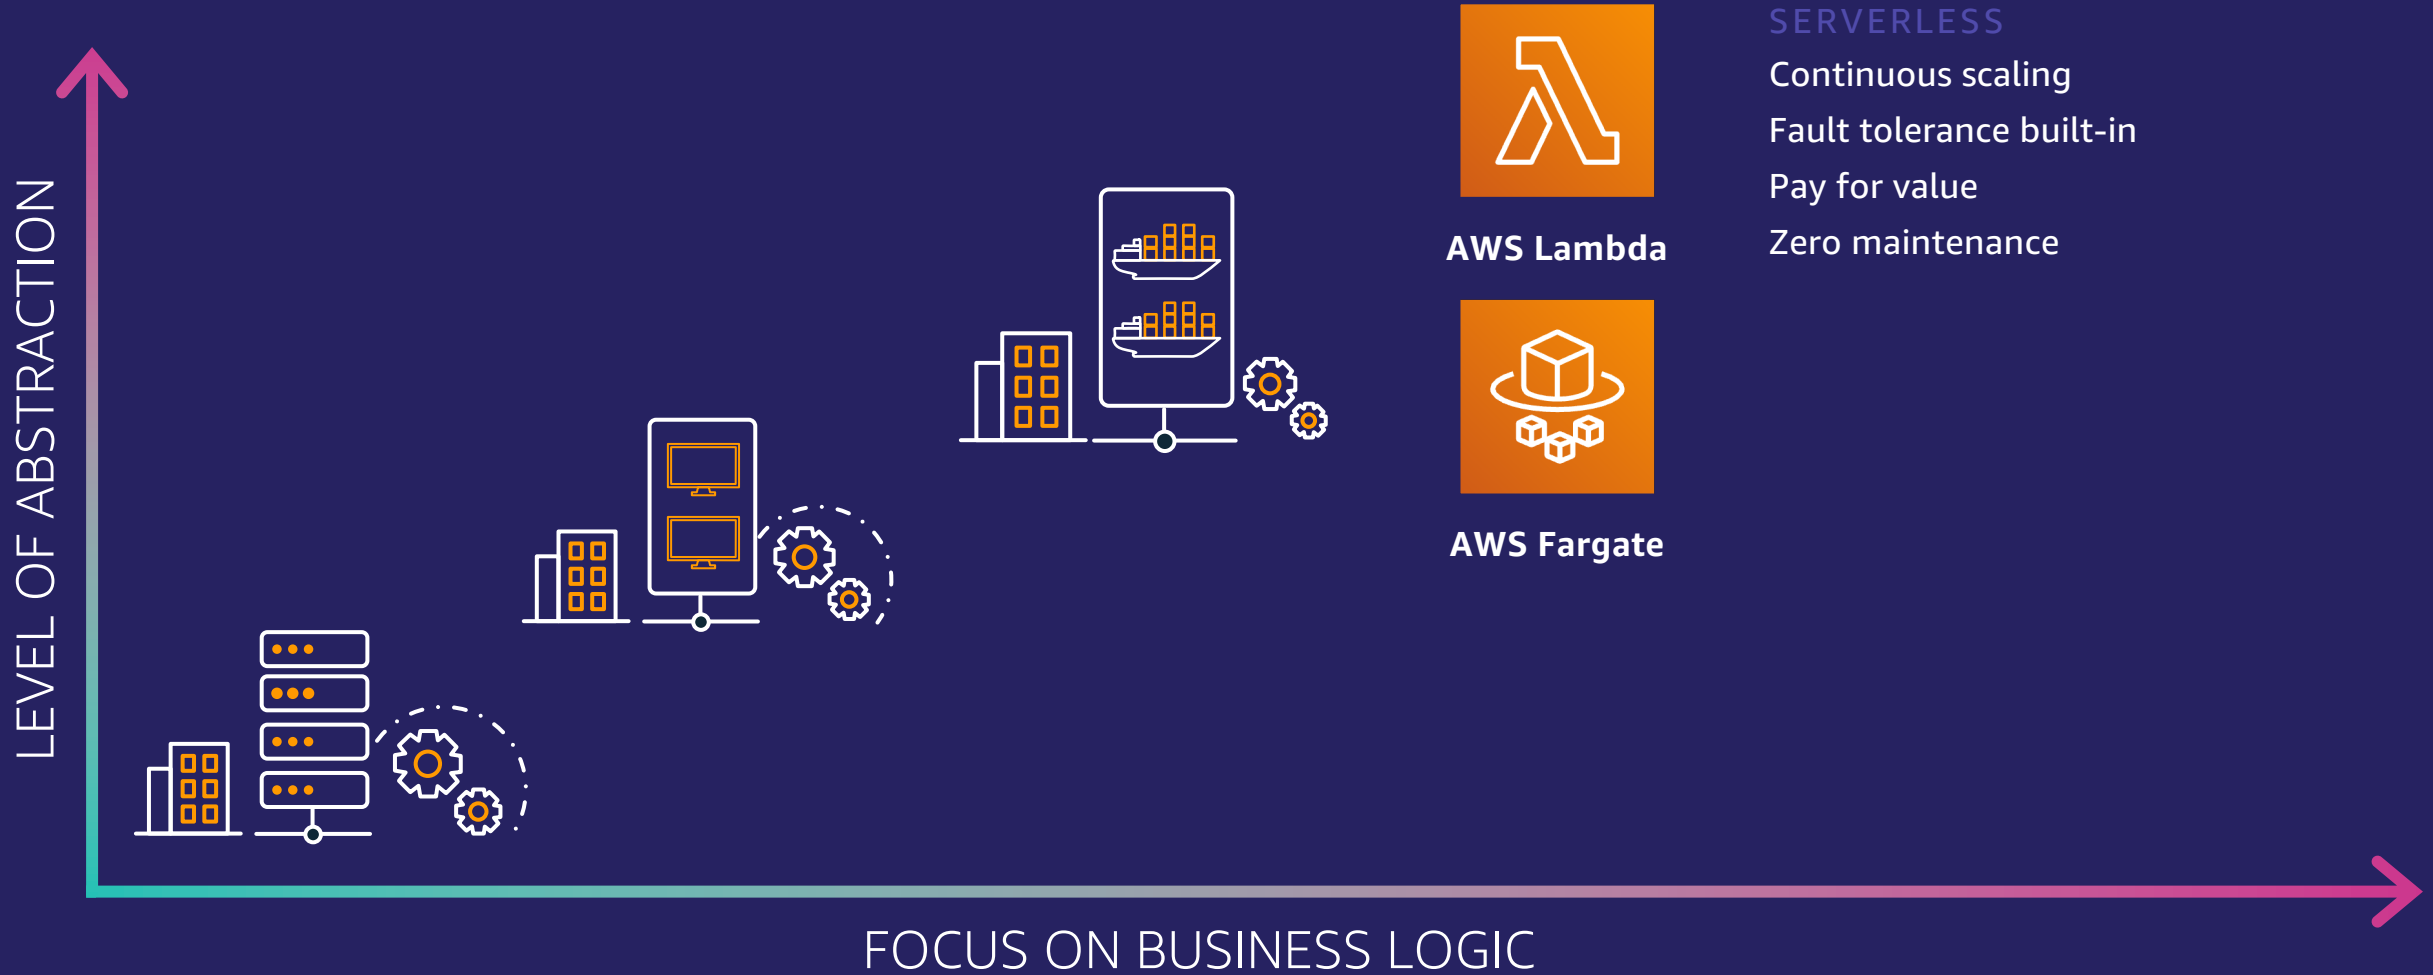 SERVERLESS
Continuous scaling
Fault tolerance built-in
Pay for value
Zero maintenance
AWS Lambda
AWS Fargate
LEVEL OF ABSTRACTION
FOCUS ON BUSINESS LOGIC